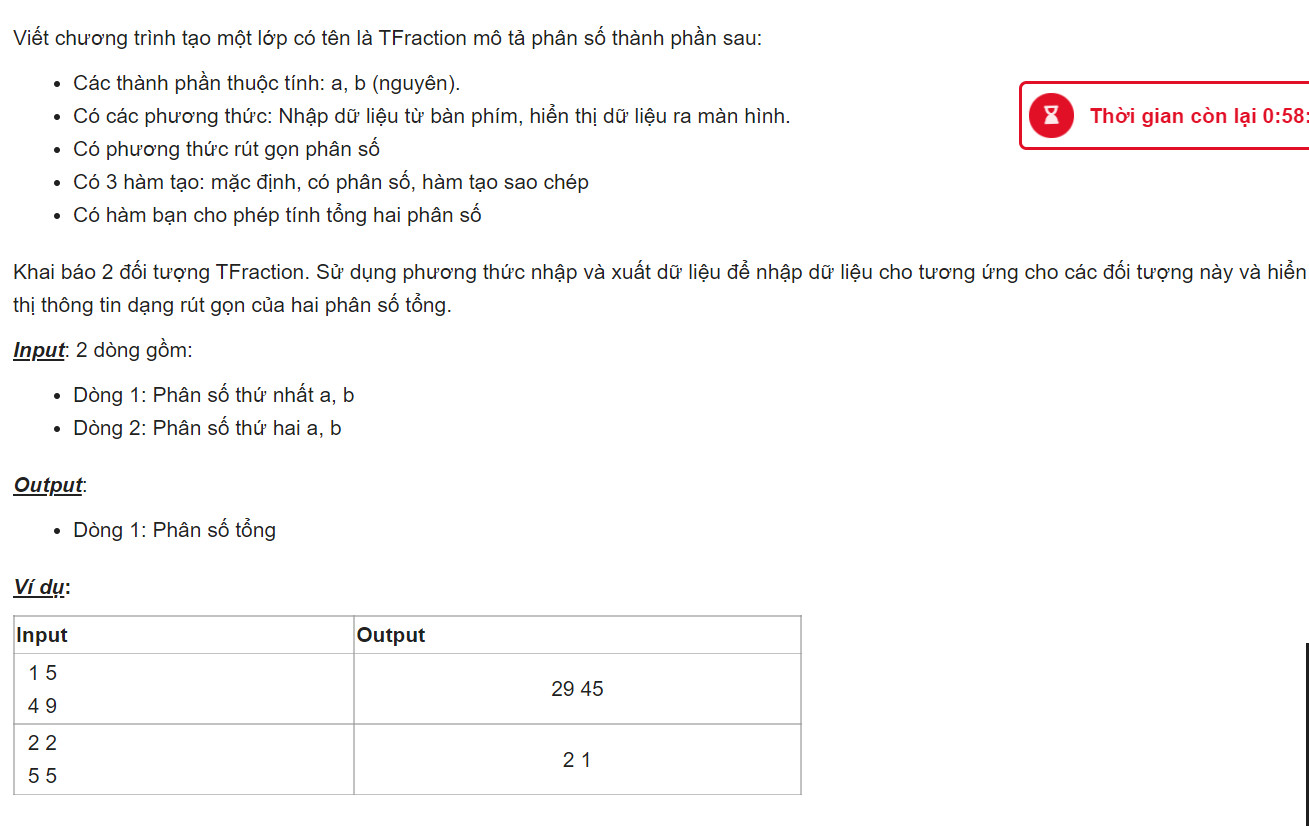 Viết chương trình tạo một lớp có tên là TFraction mô tả phân số thành phần sau:
Các thành phần thuộc tính: a, b (nguyên).
Có các phương thức: Nhập dữ liệu từ bàn phím, hiển thị dữ liệu ra màn hình.
Có phương thức rút gọn phân số
Có 3 hàm tạo: mặc định, có phân số, hàm tạo sao chép
Có hàm bạn cho phép tính tổng hai phân số
Thời gian còn lại 0:58:
Khai báo 2 đối tượng TFraction. Sử dụng phương thức nhập và xuất dữ liệu để nhập dữ liệu cho tương ứng cho các đối tượng này và hiển
thị thông tin dạng rút gọn của hai phân số tổng.
Input: 2 dòng gồm:
Dòng 1: Phân số thứ nhất a, b
Dòng 2: Phân số thứ hai a, b
Output:
Dòng 1: Phân số tổng
Ví dụ:
Input Output
1 5
4 9
29 45
2 2
5 5
2 1